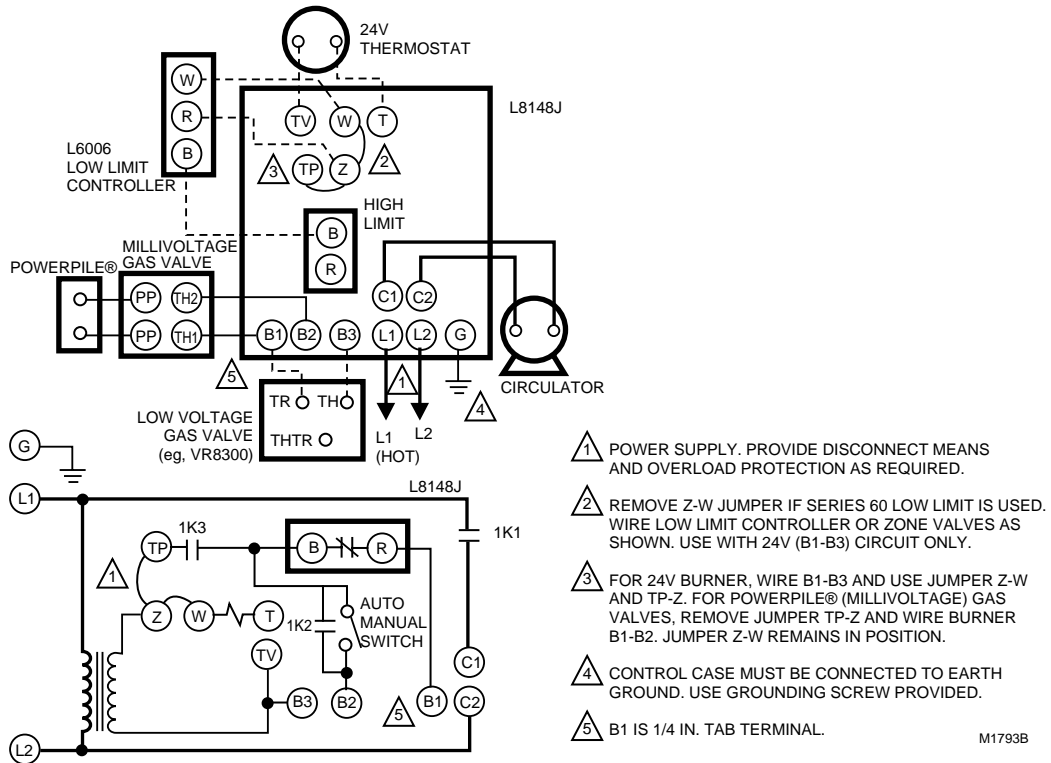 24V
THERMOSTAT
L8148J
W
R
B
L6006
LOW LIMIT
CONTROLLER
TV
W
T
3
TP
Z
2
HIGH
LIMIT
B
R
MILLIVOLTAGE
GAS VALVE
POWERPILE®
PP
TH2
PP
TH1
C1
C2
B1
B2
B3
L1
L2
G
5
1
4
CIRCULATOR
TR
TH
THTR
LOW VOLTAGE
GAS VALVE
(eg, VR8300)
L1
(HOT)
L2
G
L1
L8148J
1K1
TP
1K3
B
R
1
Z
W
T
1K2
AUTO
MANUAL
SWITCH
TV
C1
B3
B2
5
B1
C2
L2
1 POWER SUPPLY. PROVIDE DISCONNECT MEANS
AND OVERLOAD PROTECTION AS REQUIRED.
2 REMOVE Z-W JUMPER IF SERIES 60 LOW LIMIT IS USED.
WIRE LOW LIMIT CONTROLLER OR ZONE VALVES AS
SHOWN. USE WITH 24V (B1-B3) CIRCUIT ONLY.
3 FOR 24V BURNER, WIRE B1-B3 AND USE JUMPER Z-W
AND TP-Z. FOR POWERPILE® (MILLIVOLTAGE) GAS
VALVES, REMOVE JUMPER TP-Z AND WIRE BURNER
B1-B2. JUMPER Z-W REMAINS IN POSITION.
4 CONTROL CASE MUST BE CONNECTED TO EARTH
GROUND. USE GROUNDING SCREW PROVIDED.
5 B1 IS 1/4 IN. TAB TERMINAL.
M1793B